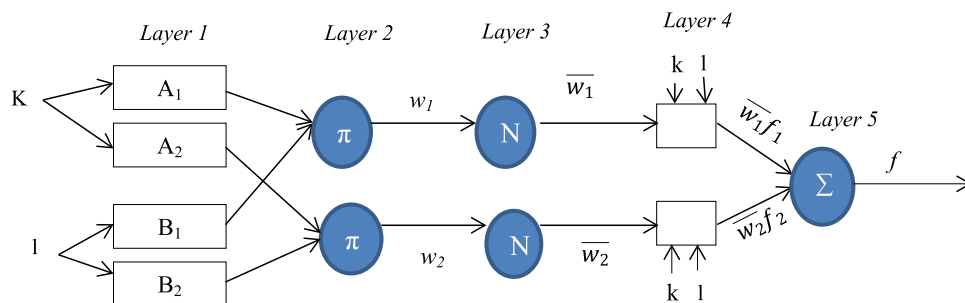 Layer 1
Layer 2
Layer 3
Layer 4
Layer 5
K
l
A₁
A₂
B₁
B₂
π
π
w₁
w₂
N
N
w̅₁
w̅₂
k l
k l
w̅₁f₁
w̅₂f₂
Σ
f